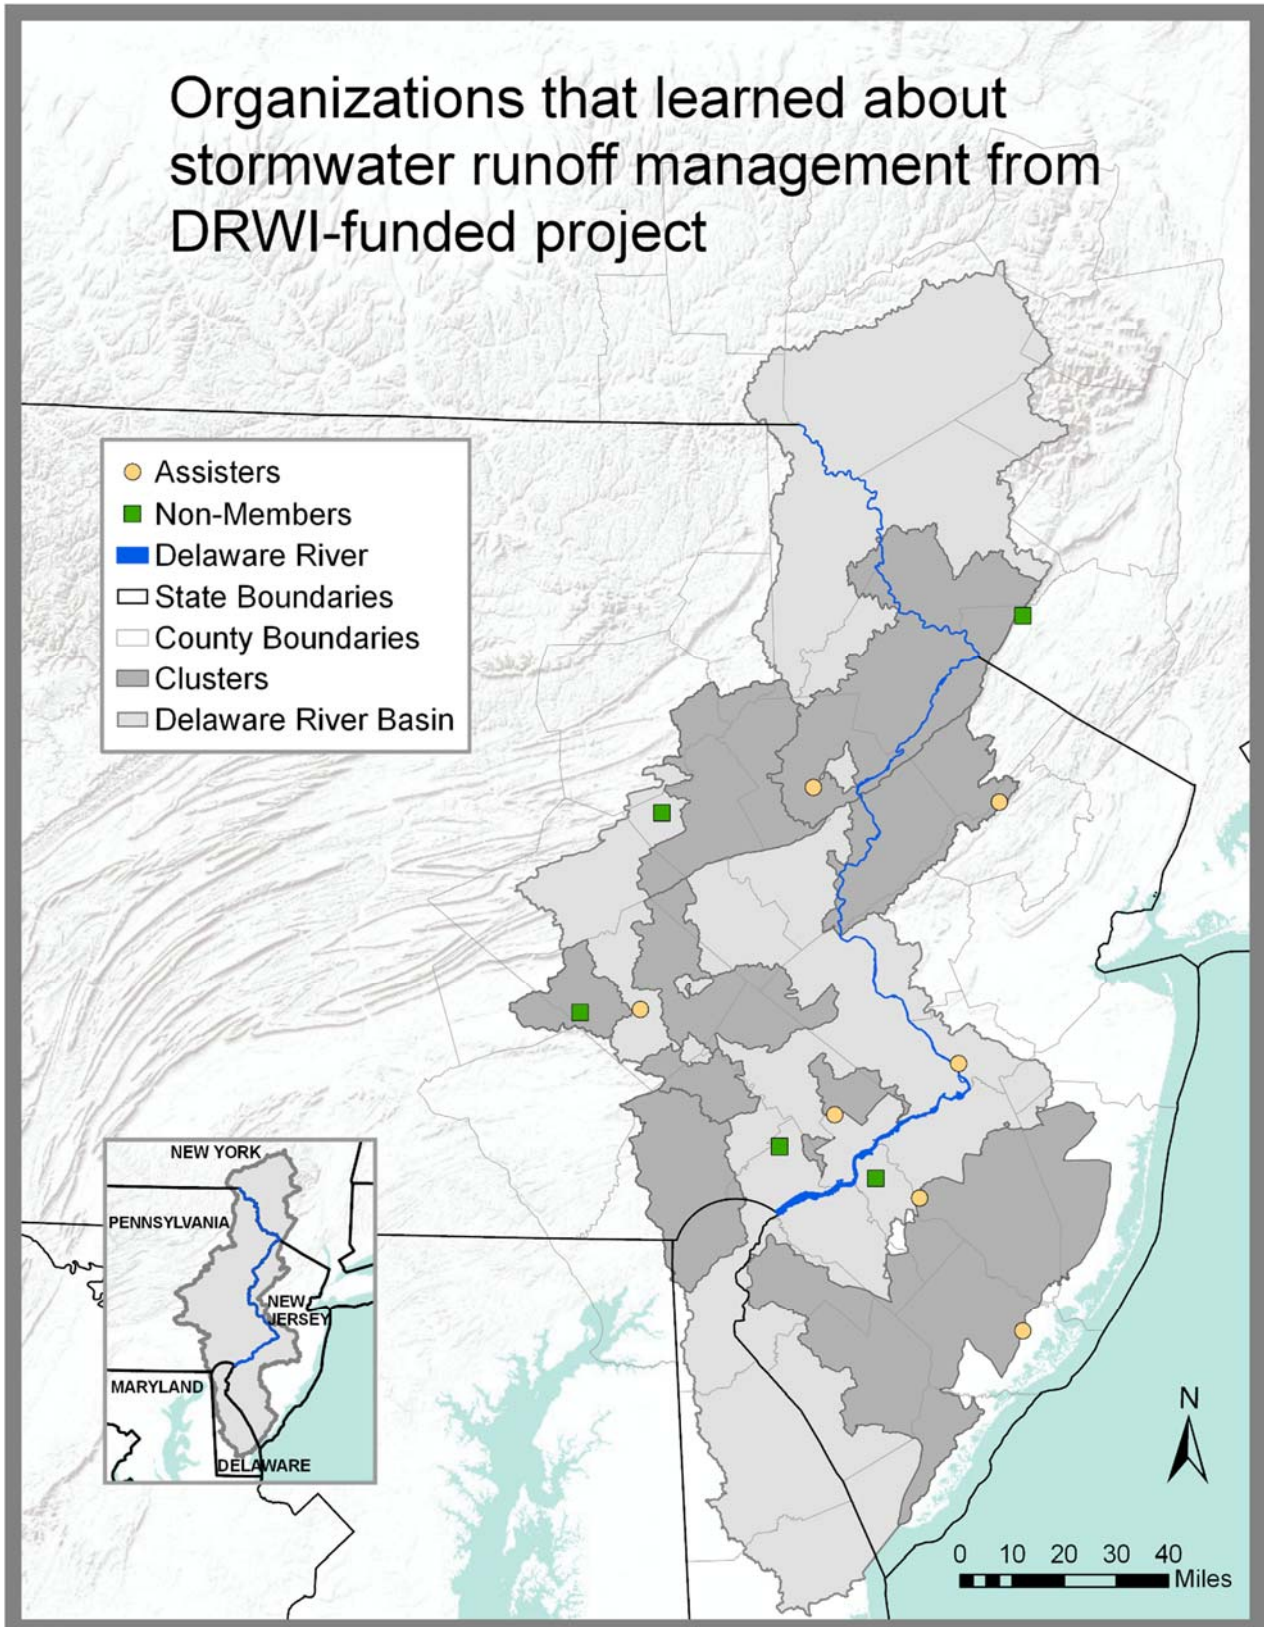 Organizations that learned about
stormwater runoff management from
DRWI-funded project
Assisters
Non-Members
Delaware River
State Boundaries
County Boundaries
Clusters
Delaware River Basin
NEW YORK
PENNSYLVANIA
NEW
JERSEY
MARYLAND
DELAWARE
N
0 10 20 30 40
Miles